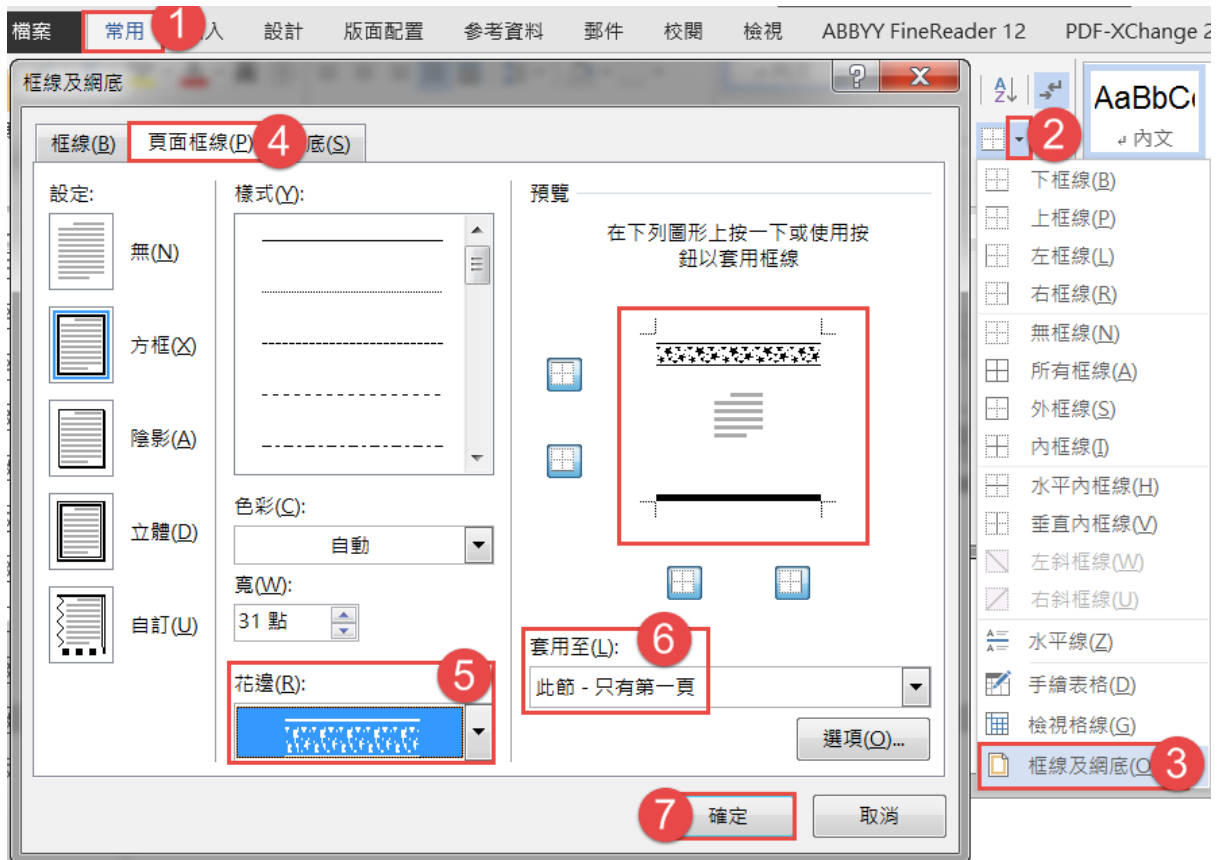 檔案 常用 入 設計 版面配置 參考資料 郵件 校閱 檢視 ABBYY FineReader 12 PDF-XChange 2
1
框線及網底
AaBbC
內文
2
框線(B) 頁面框線(P) 底(S)
4
設定:
無(N)
方框(X)
陰影(A)
立體(D)
自訂(U)
樣式(Y):
色彩(C):
自動
寬(W):
31 點
花邊(R):
5
預覽
在下列圖形上按一下或使用按
鈕以套用框線
套用至(L):
6
此節 - 只有第一頁
選項(O)...
7
確定
取消
下框線(B)
上框線(P)
左框線(L)
右框線(R)
無框線(N)
所有框線(A)
外框線(S)
內框線(I)
水平內框線(H)
垂直內框線(V)
左斜框線(W)
右斜框線(U)
水平線(Z)
手繪表格(D)
檢視格線(G)
框線及網底(O
3